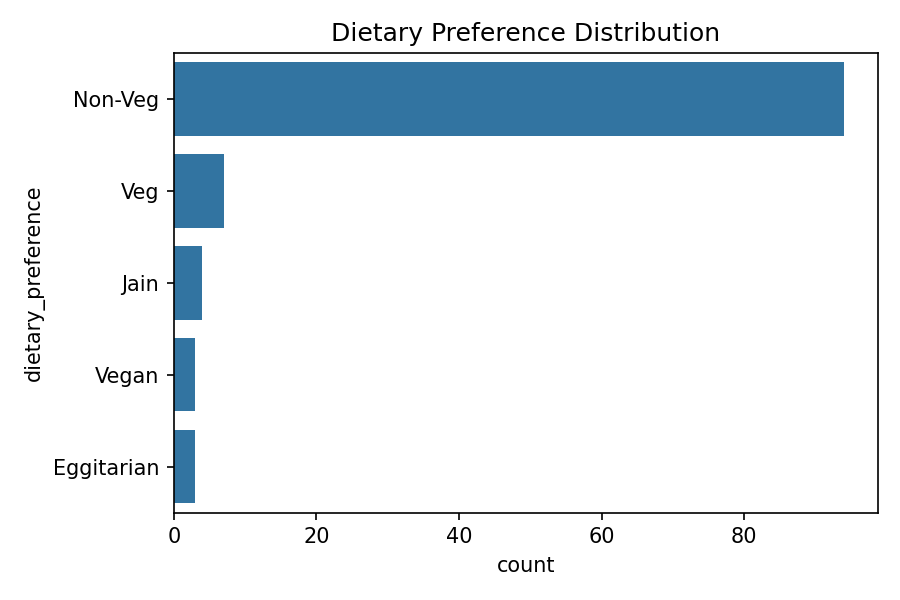 Dietary Preference Distribution
dietary_preference
Non-Veg
Veg
Jain
Vegan
Eggitarian
0 20 40 60 80
count